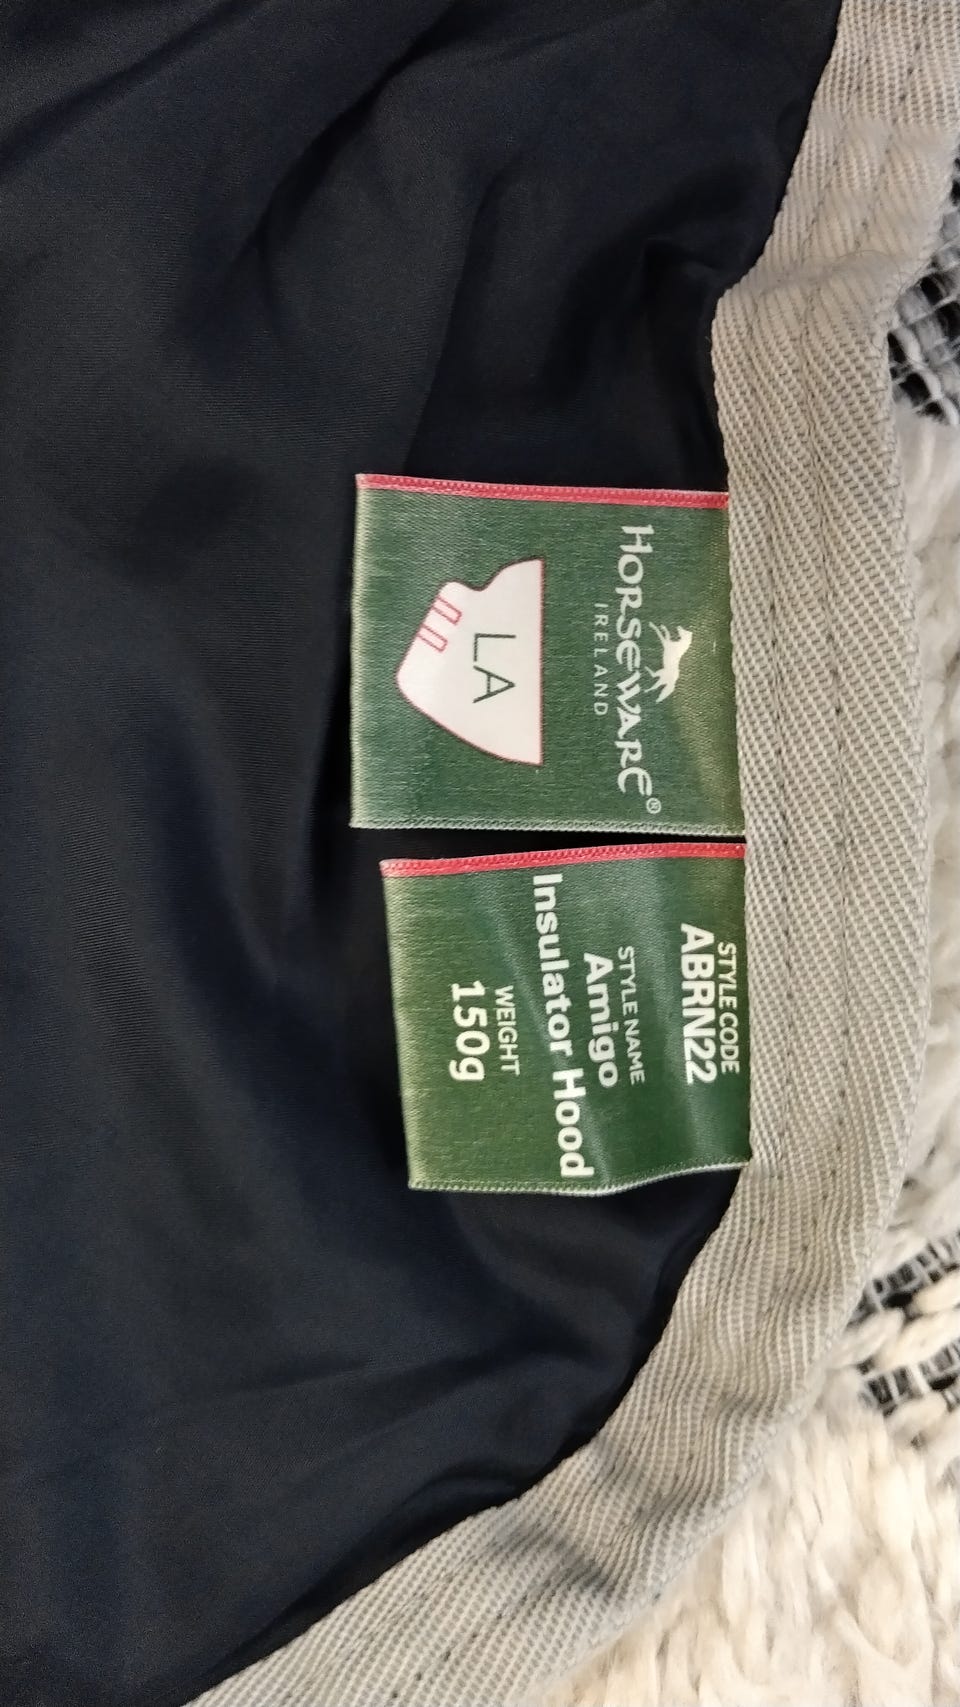 HORSEWARE®
IRELAND
LA
STYLE CODE
ABRN22
STYLE NAME
Amigo
Insulator Hood
WEIGHT
150g